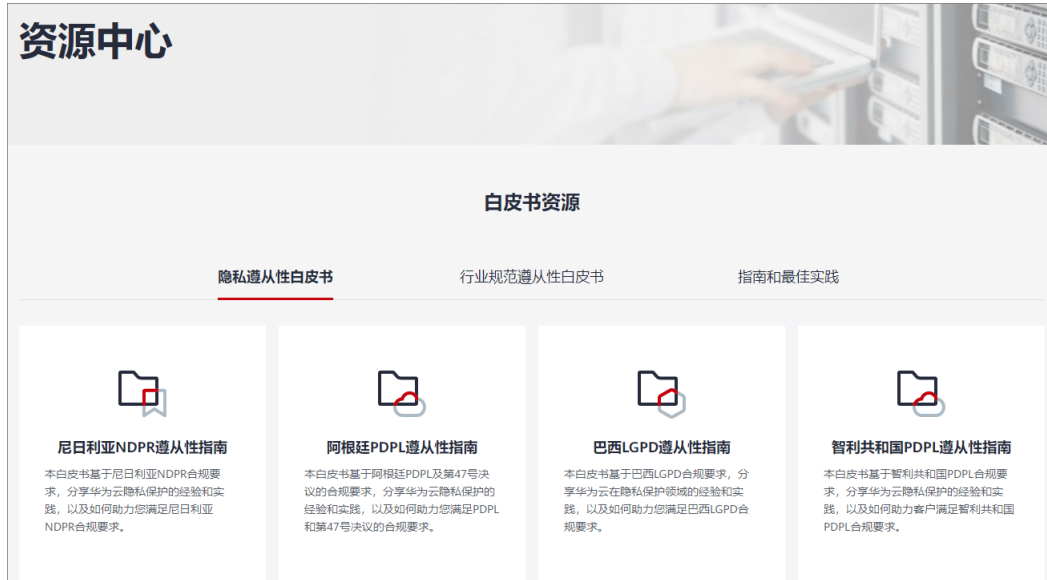 资源中心
白皮书资源
隐私遵从性白皮书
行业规范遵从性白皮书
指南和最佳实践
尼日利亚NDPR遵从性指南
本白皮书基于尼日利亚NDPR合规要
求，分享华为云隐私保护的经验和实
践，以及如何助力您满足尼日利亚
NDPR合规要求。
阿根廷PDPL遵从性指南
本白皮书基于阿根廷PDPL及第47号决
议的合规要求，分享华为云隐私保护的
经验和实践，以及如何助力您满足PDPL
和第47号决议的合规要求。
巴西LGPD遵从性指南
本白皮书基于巴西LGPD合规要求，分
享华为云在隐私保护领域的经验和实
践，以及如何助力您满足巴西LGPD合
规要求。
智利共和国PDPL遵从性指南
本白皮书基于智利共和国PDPL合规要
求，分享华为云隐私保护的经验和实
践，以及如何助力客户满足智利共和国
PDPL合规要求。